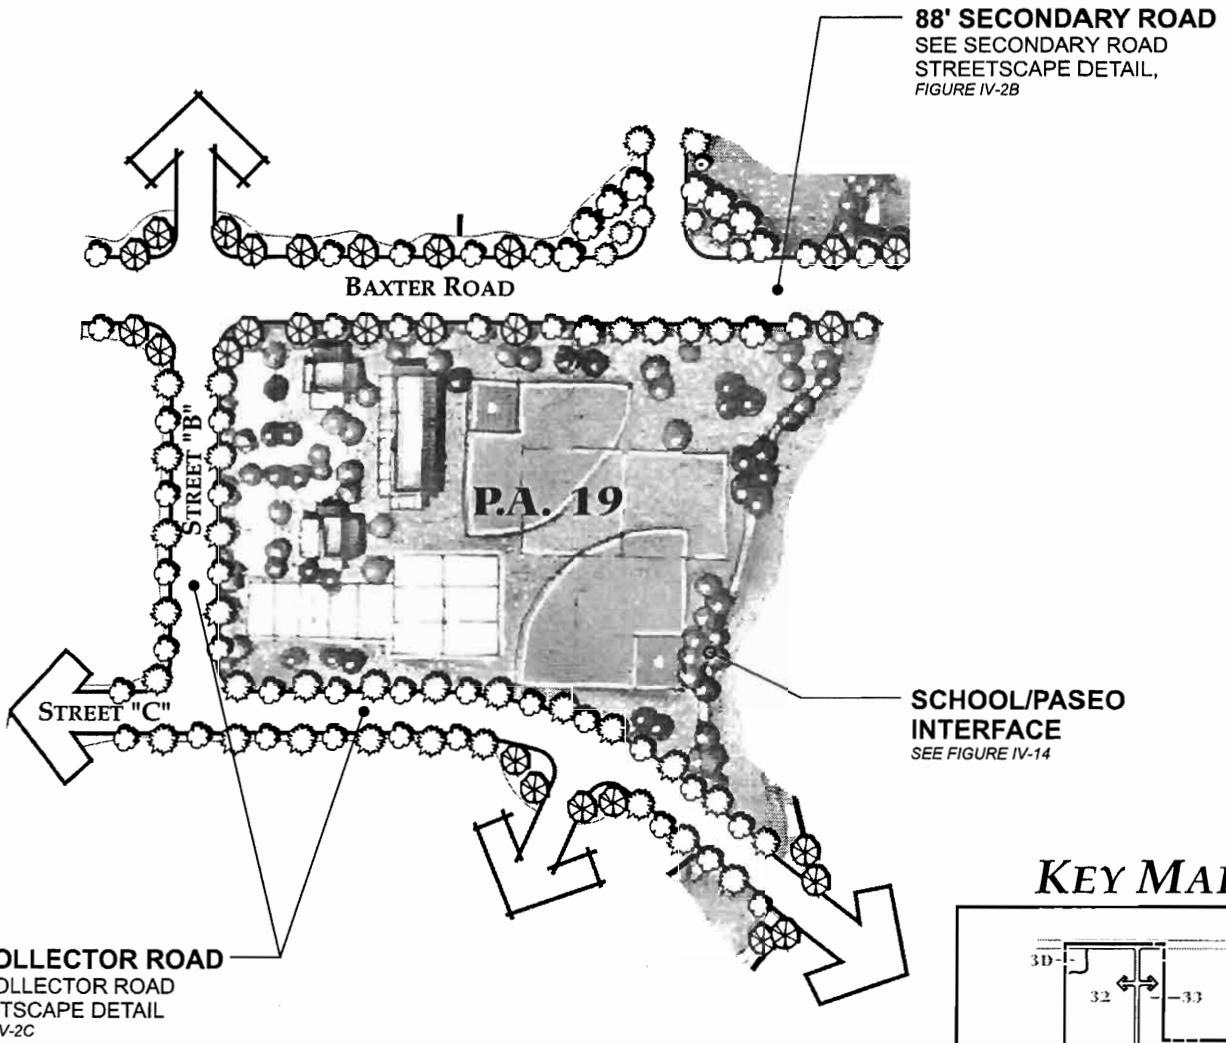 88' SECONDARY ROAD
SEE SECONDARY ROAD
STREETSCAPE DETAIL,
FIGURE IV-2B
BAXTER ROAD
STREET "B"
P.A. 19
STREET "C"
SCHOOL/PASEO
INTERFACE
SEE FIGURE IV-14
OLLECTOR ROAD
OLLECTOR ROAD
TSCAPE DETAIL
V-2C
KEY MA
3D
32
33